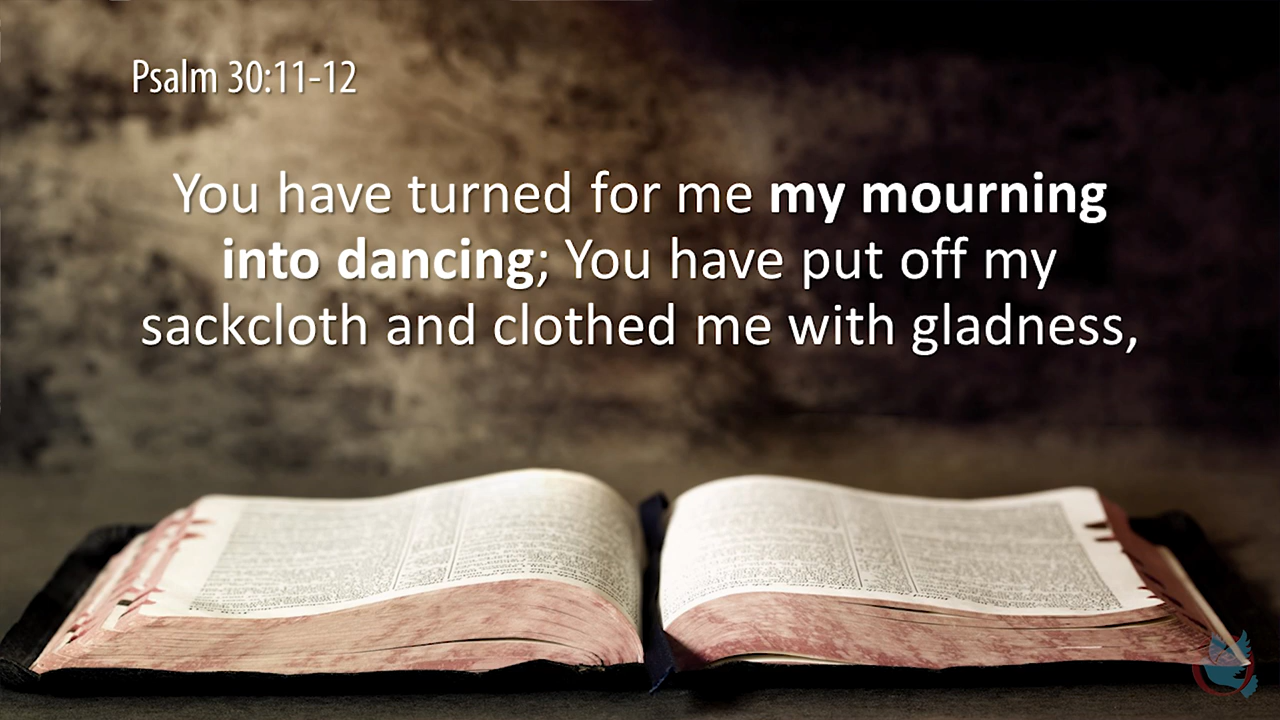 Psalm 30:11-12
You have turned for me my mourning
into dancing; You have put off my
sackcloth and clothed me with gladness,